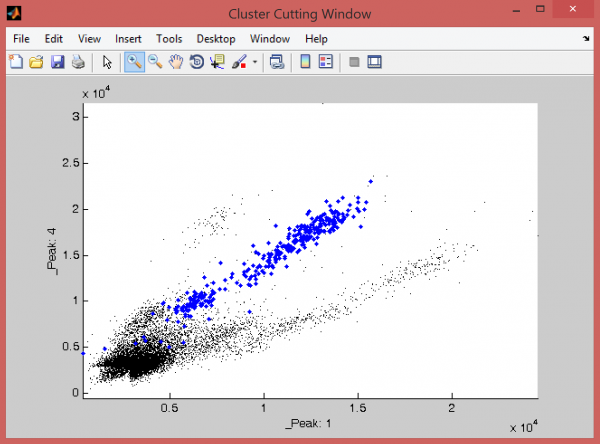 Cluster Cutting Window
File Edit View Insert Tools Desktop Window Help
x 10^4
3
2.5
2
1.5
1
0.5
0
_Peak: 4
0.5 1 1.5 2
_Peak: 1
x 10^4